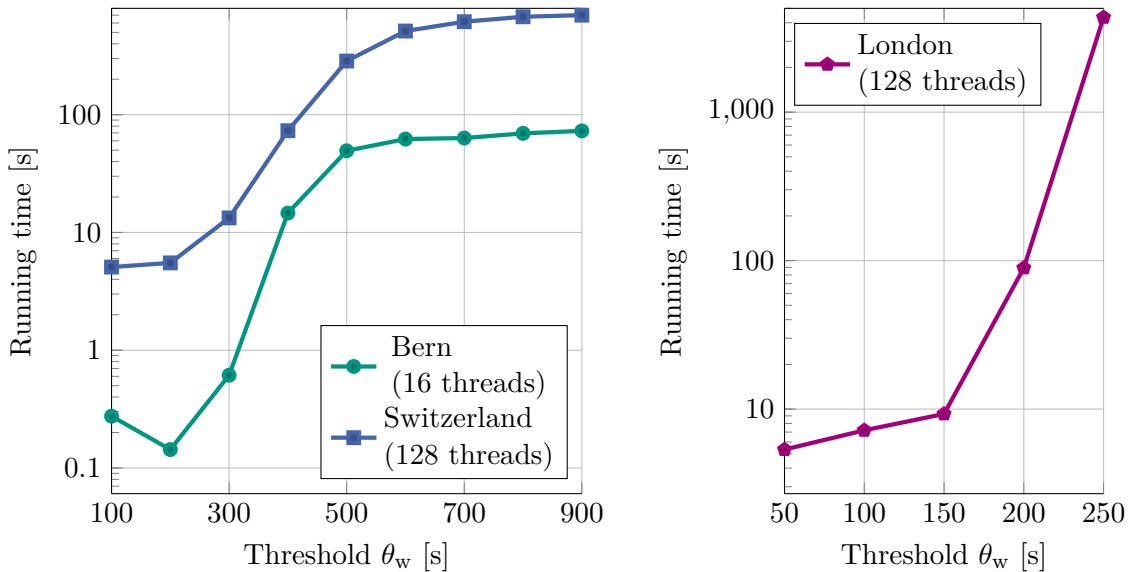 Running time [s]
100
10
1
0.1
Bern
(16 threads)
Switzerland
(128 threads)
100 300 500 700 900
Threshold θw [s]
Running time [s]
1,000
100
10
London
(128 threads)
50 100 150 200 250
Threshold θw [s]